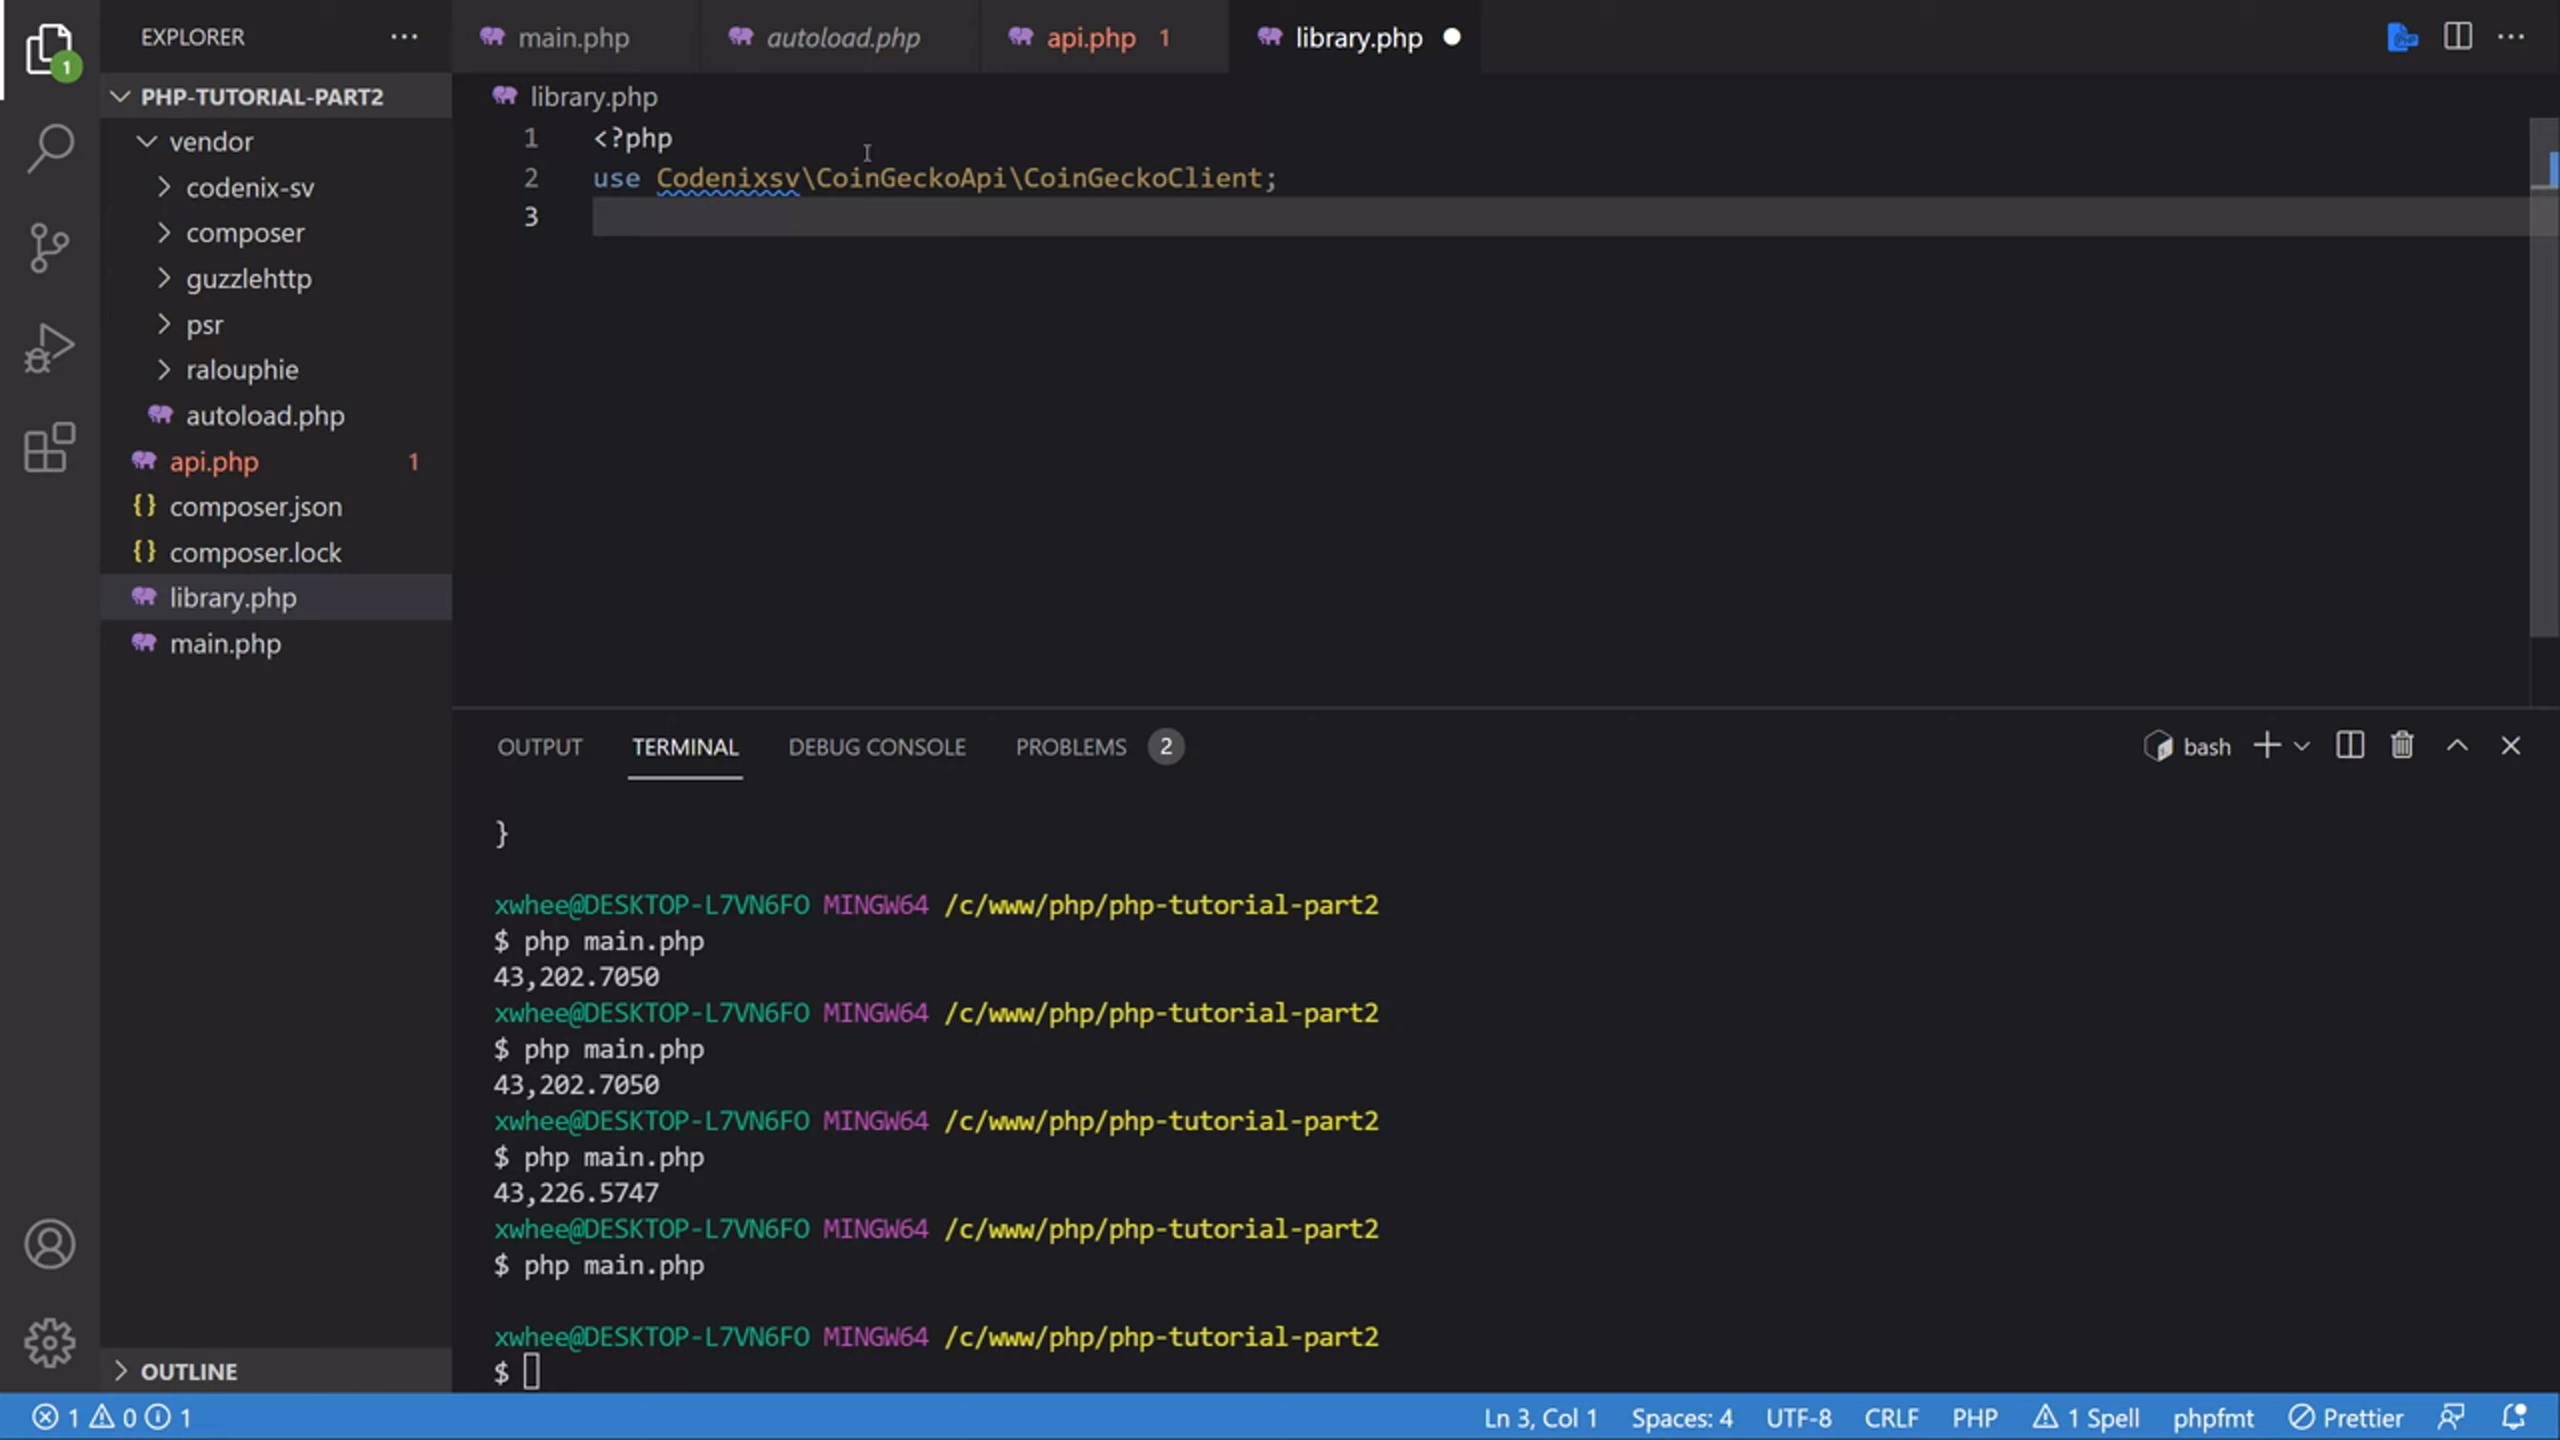 EXPLORER
main.php
autoload.php
api.php 1
library.php
1
PHP-TUTORIAL-PART2
vendor
codenix-sv
composer
guzzlehttp
psr
ralouphie
autoload.php
api.php 1
composer.json
composer.lock
library.php
main.php
OUTLINE
library.php
1 <?php
2 use Codenixsv\CoinGeckoApi\CoinGeckoClient;
3
OUTPUT TERMINAL DEBUG CONSOLE PROBLEMS 2
bash
}
xwhee@DESKTOP-L7VN6FO MINGW64 /c/www/php/php-tutorial-part2
$ php main.php
43,202.7050
xwhee@DESKTOP-L7VN6FO MINGW64 /c/www/php/php-tutorial-part2
$ php main.php
43,202.7050
xwhee@DESKTOP-L7VN6FO MINGW64 /c/www/php/php-tutorial-part2
$ php main.php
43,226.5747
xwhee@DESKTOP-L7VN6FO MINGW64 /c/www/php/php-tutorial-part2
$ php main.php
xwhee@DESKTOP-L7VN6FO MINGW64 /c/www/php/php-tutorial-part2
$
1 0 1
Ln 3, Col 1 Spaces: 4 UTF-8 CRLF PHP 1 Spell phpfmt Prettier